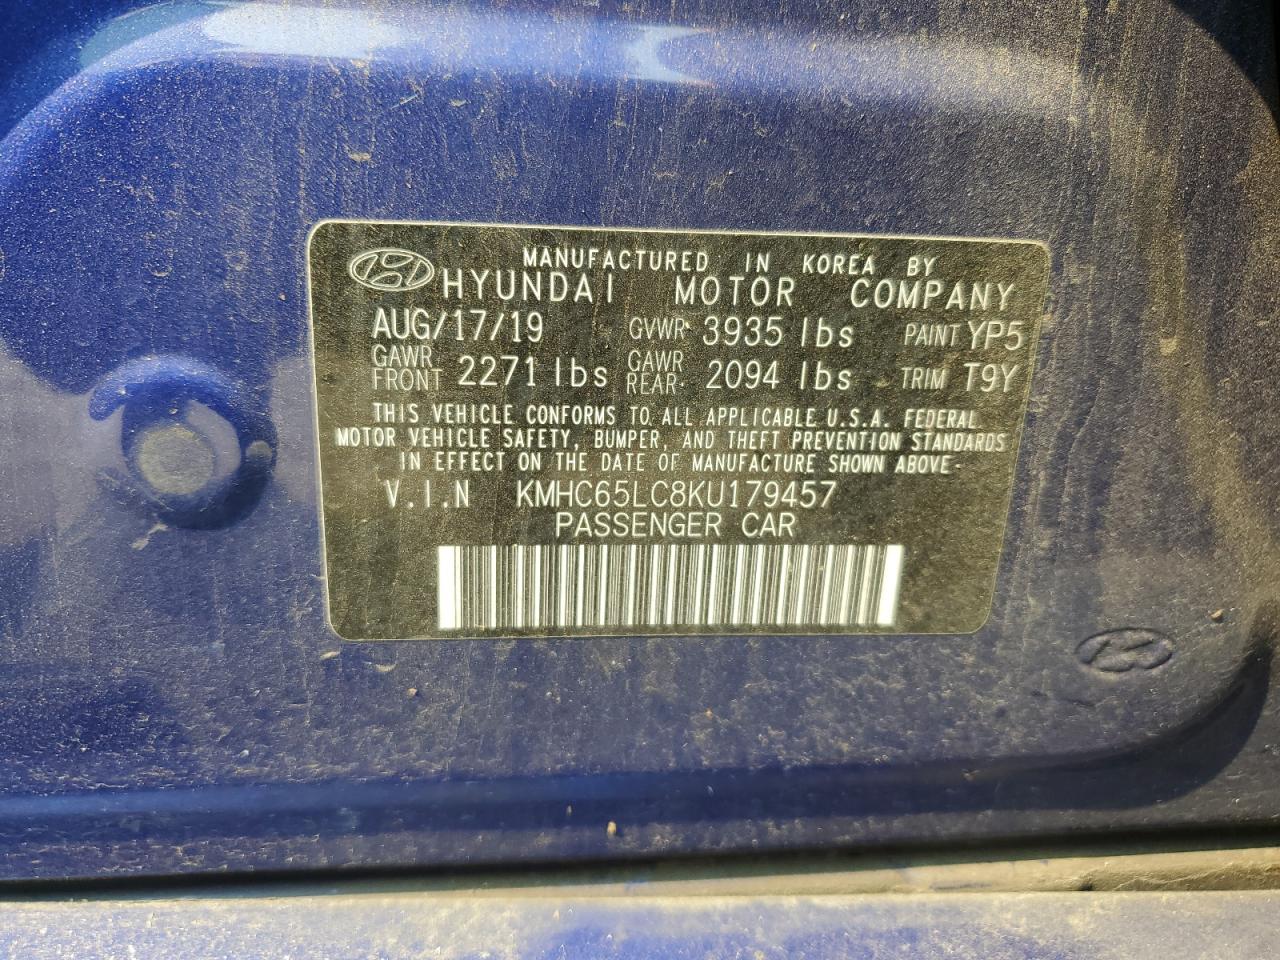 MANUFACTURED IN KOREA BY
HYUNDAI MOTOR COMPANY
AUG/17/19 GVWR 3935 lbs PAINT YP5
GAWR FRONT 2271 lbs GAWR REAR 2094 lbs TRIM T9Y
THIS VEHICLE CONFORMS TO ALL APPLICABLE U.S.A. FEDERAL
MOTOR VEHICLE SAFETY, BUMPER, AND THEFT PREVENTION STANDARDS
IN EFFECT ON THE DATE OF MANUFACTURE SHOWN ABOVE-
V.I.N KMHC65LC8KU179457
PASSENGER CAR